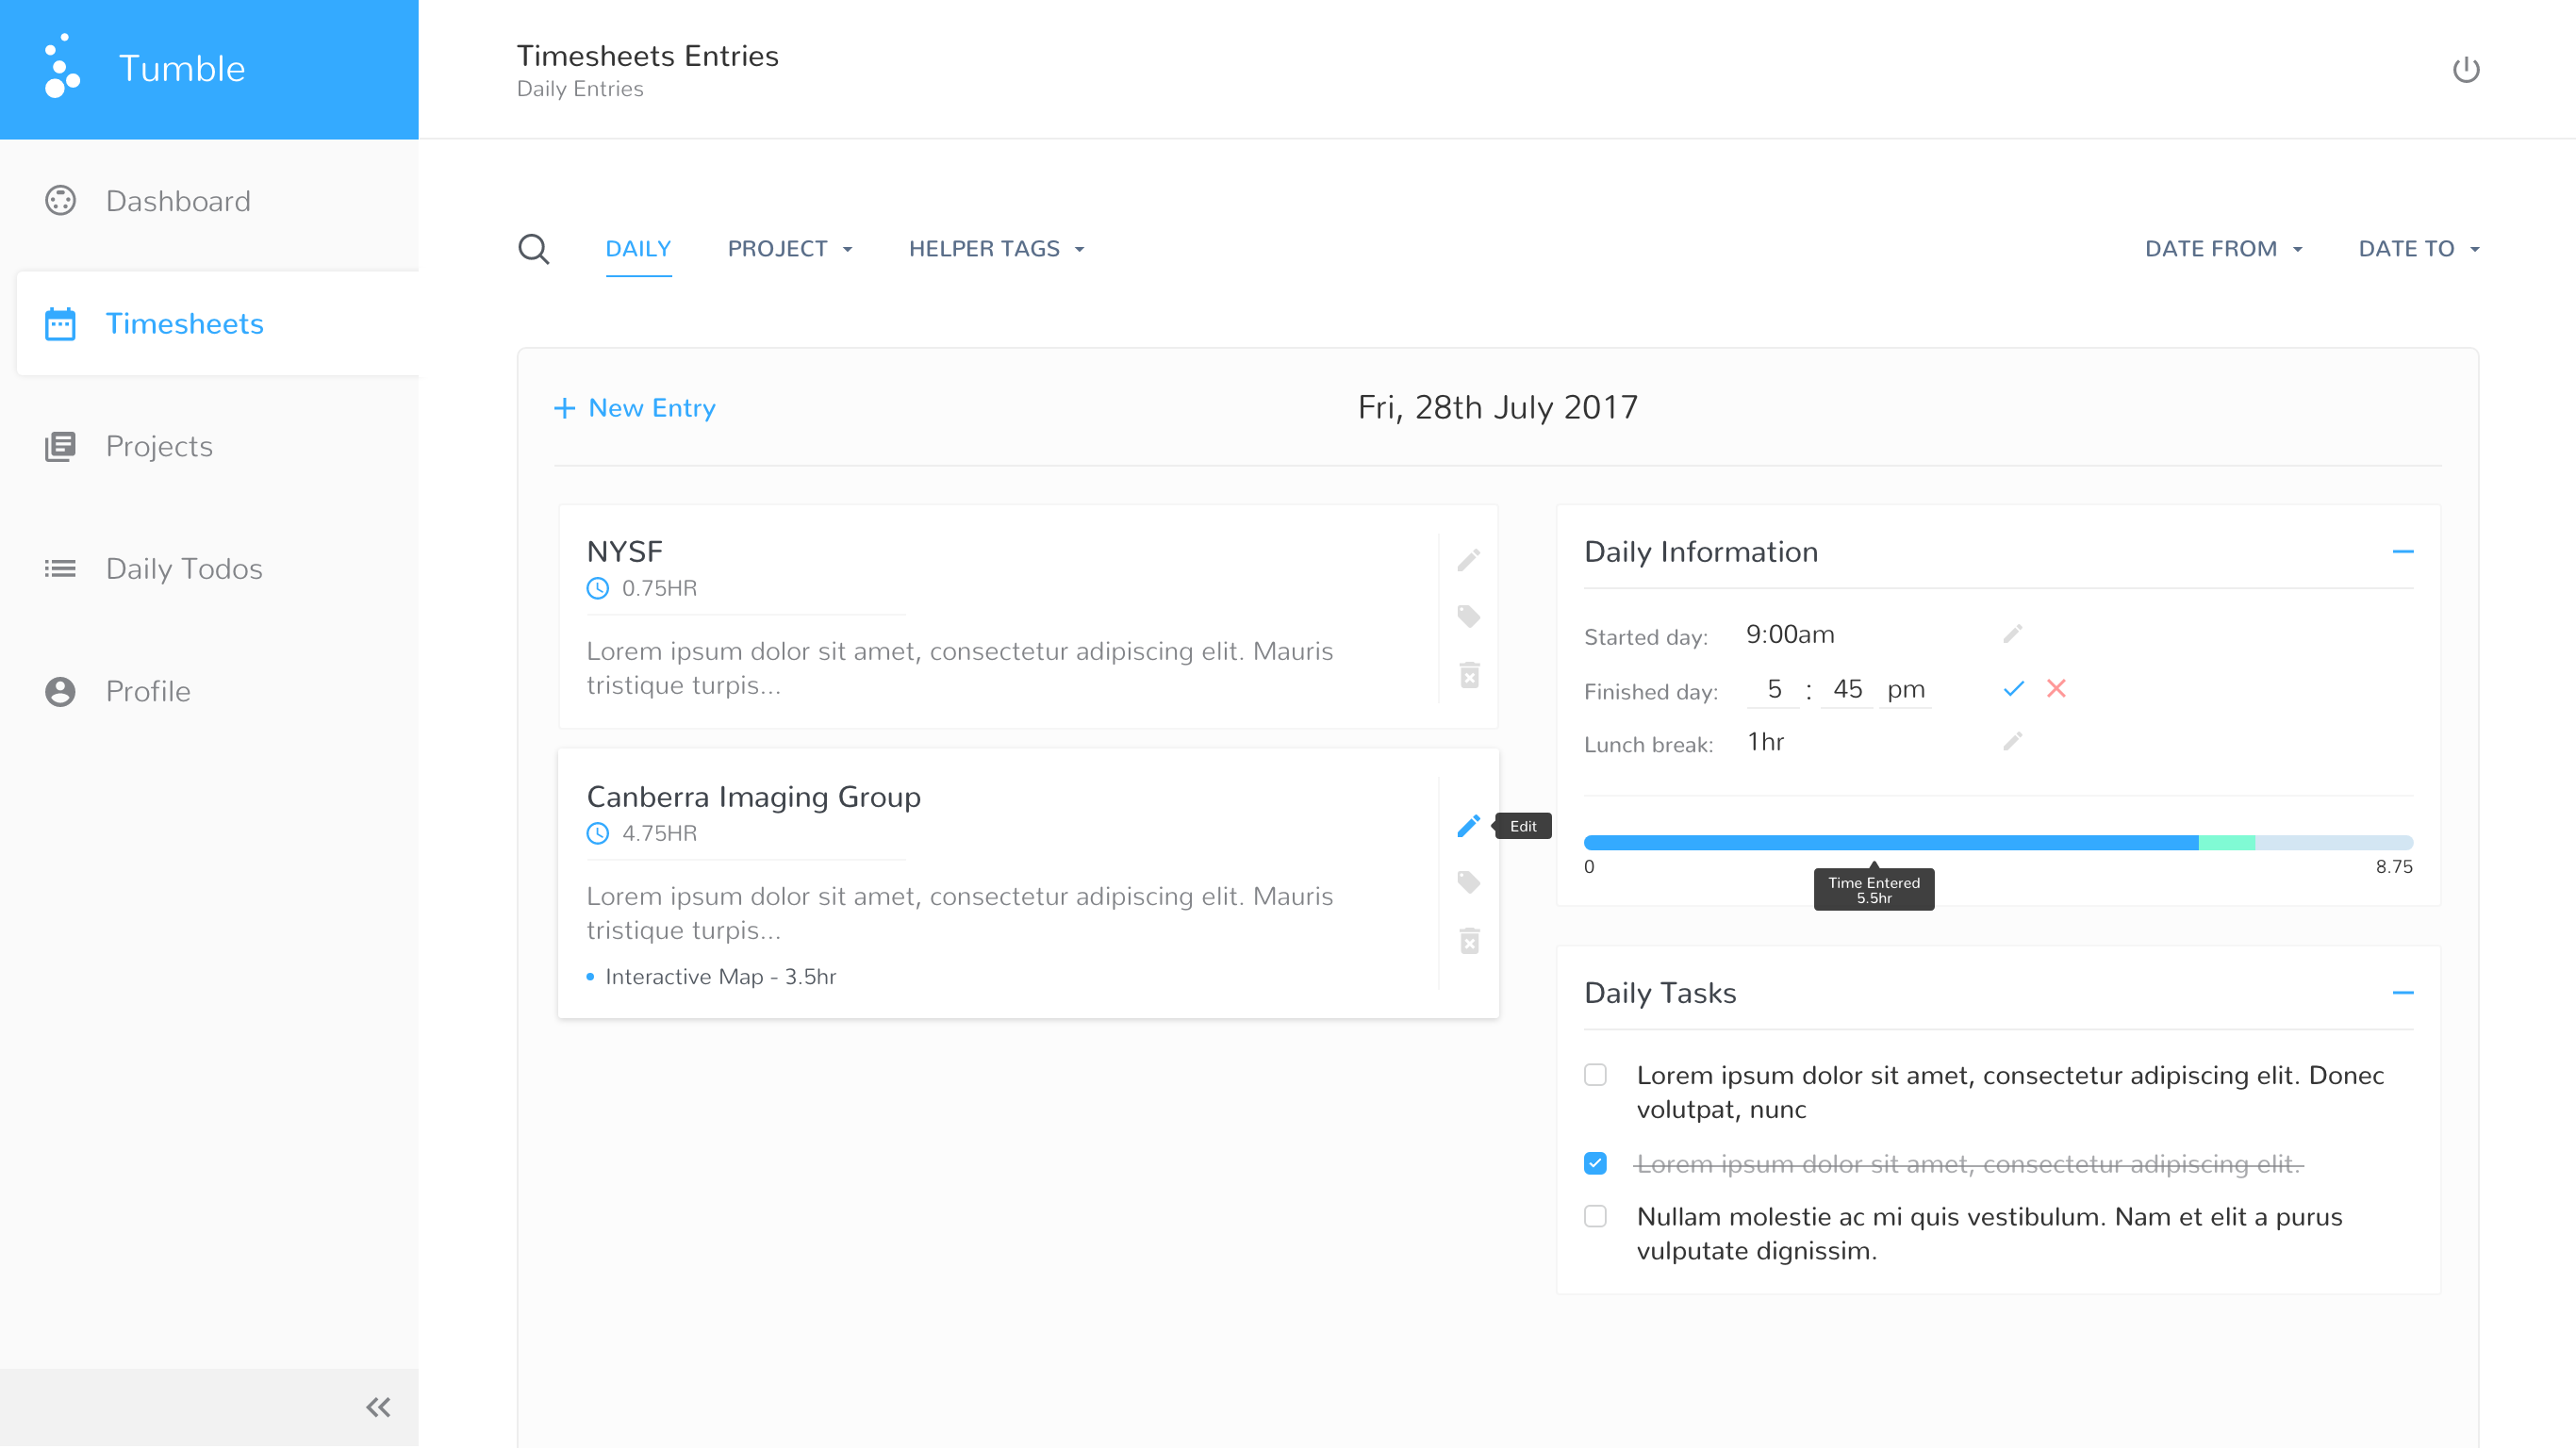 Tumble
Timesheets Entries
Daily Entries
Dashboard
Timesheets
Projects
Daily Todos
Profile
DAILY
PROJECT
HELPER TAGS
DATE FROM
DATE TO
New Entry
Fri, 28th July 2017
NYSF
0.75HR
Lorem ipsum dolor sit amet, consectetur adipiscing elit. Mauris
tristique turpis...
Canberra Imaging Group
4.75HR
Edit
Lorem ipsum dolor sit amet, consectetur adipiscing elit. Mauris
tristique turpis...
Interactive Map - 3.5hr
Daily Information
Started day: 9:00am
Finished day: 5 : 45 pm
Lunch break: 1hr
0
8.75
Time Entered
5.5hr
Daily Tasks
Lorem ipsum dolor sit amet, consectetur adipiscing elit. Donec
volutpat, nunc
Lorem ipsum dolor sit amet, consectetur adipiscing elit.
Nullam molestie ac mi quis vestibulum. Nam et elit a purus
vulputate dignissim.